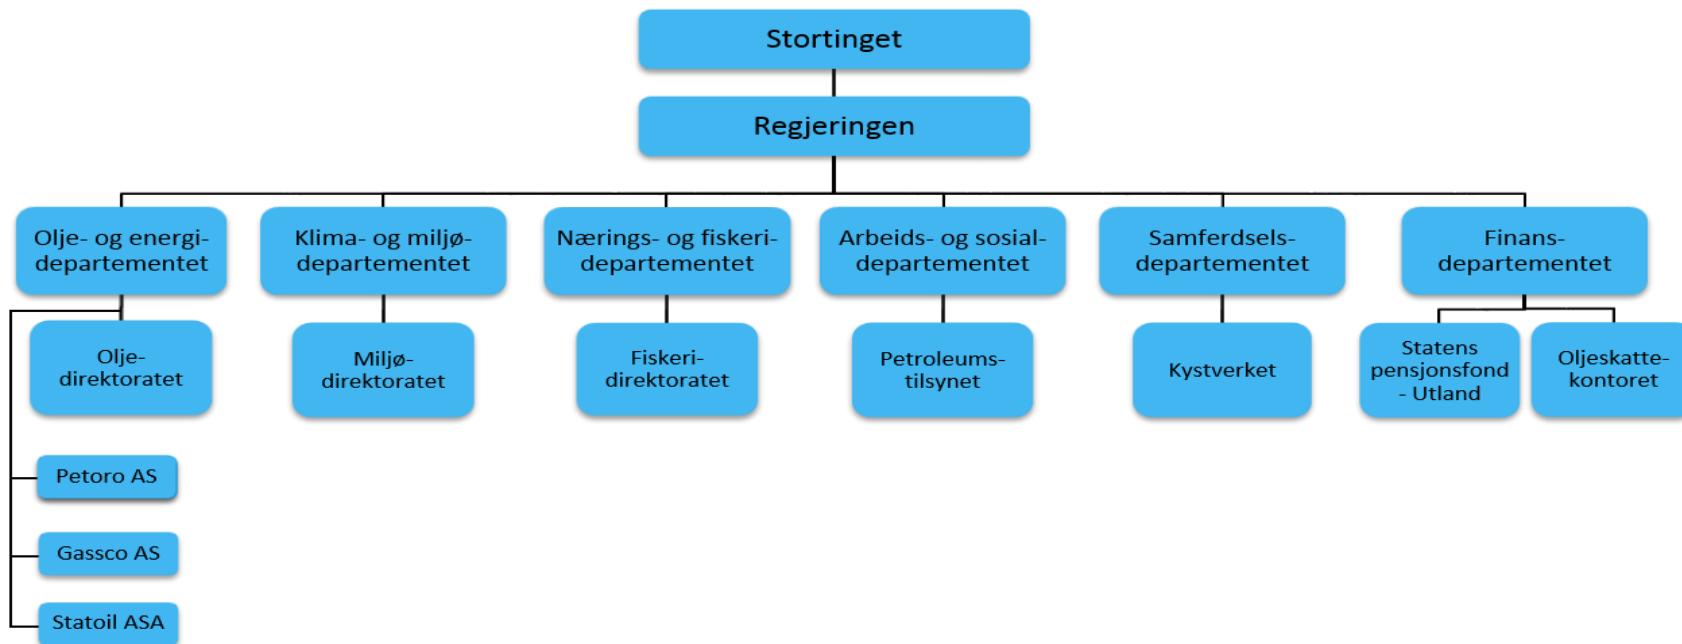 Stortinget
Regjeringen
Olje- og energi-
departementet
Klima- og miljø-
departementet
Nærings- og fiskeri-
departementet
Arbeids- og sosial-
departementet
Samferdsels-
departementet
Finans-
departementet
Olje-
direktoratet
Miljø-
direktoratet
Fiskeri-
direktoratet
Petroleums-
tilsynet
Kystverket
Statens
pensjonsfond
- Utland
Oljeskatte-
kontoret
Petoro AS
Gassco AS
Statoil ASA